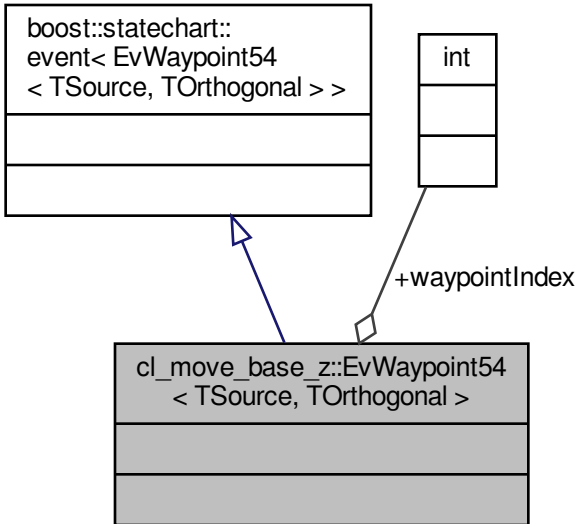 boost::statechart::
event< EvWaypoint54
< TSource, TOrthogonal > >
int
+waypointIndex
cl_move_base_z::EvWaypoint54
< TSource, TOrthogonal >